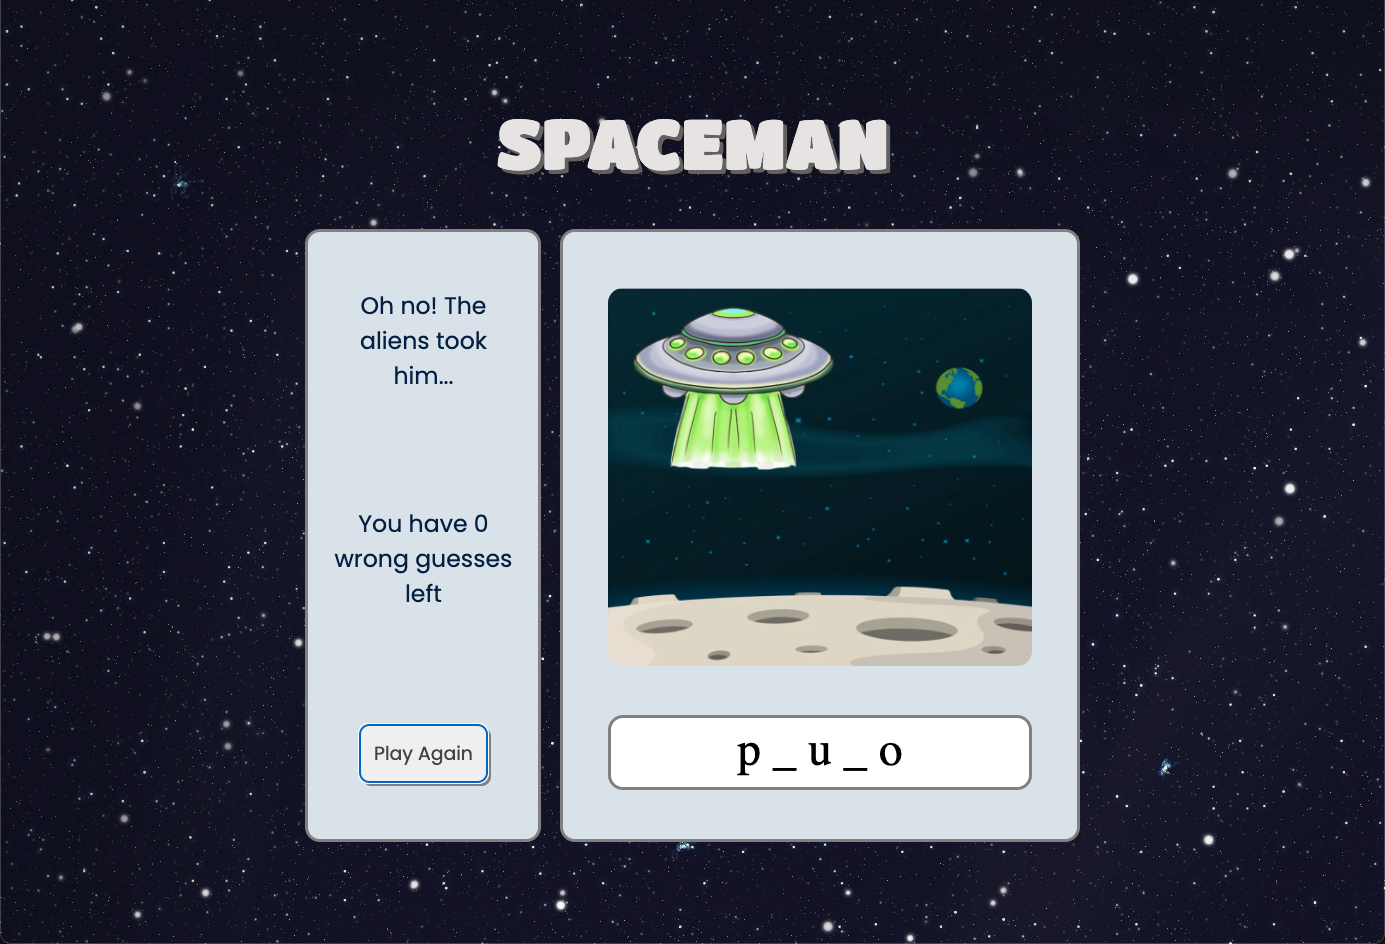 SPACEMAN
Oh no! The
aliens took
him...
You have 0
wrong guesses
left
Play Again
p _ u _ o